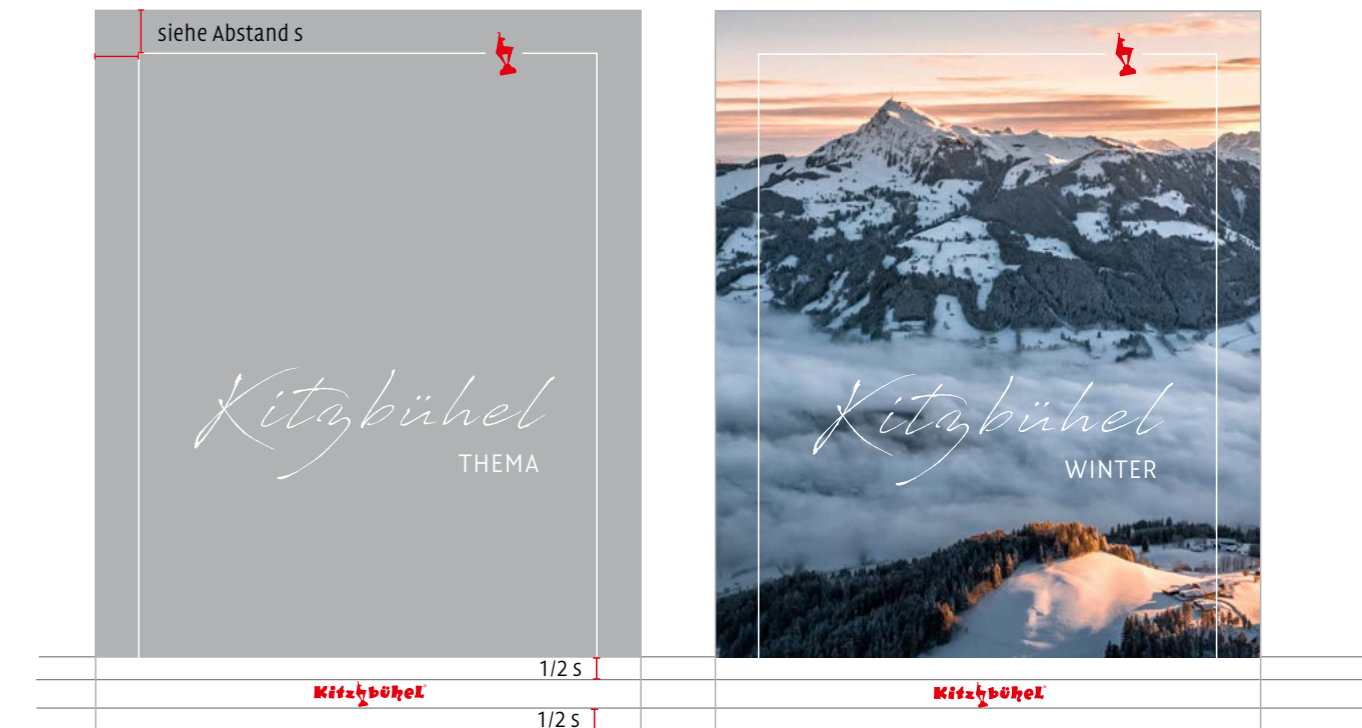 siehe Abstand s
Kitzbühel
THEMA
Kitzbühel
WINTER
1/2 s
Kitzbühel®
Kitzbühel®
1/2 s